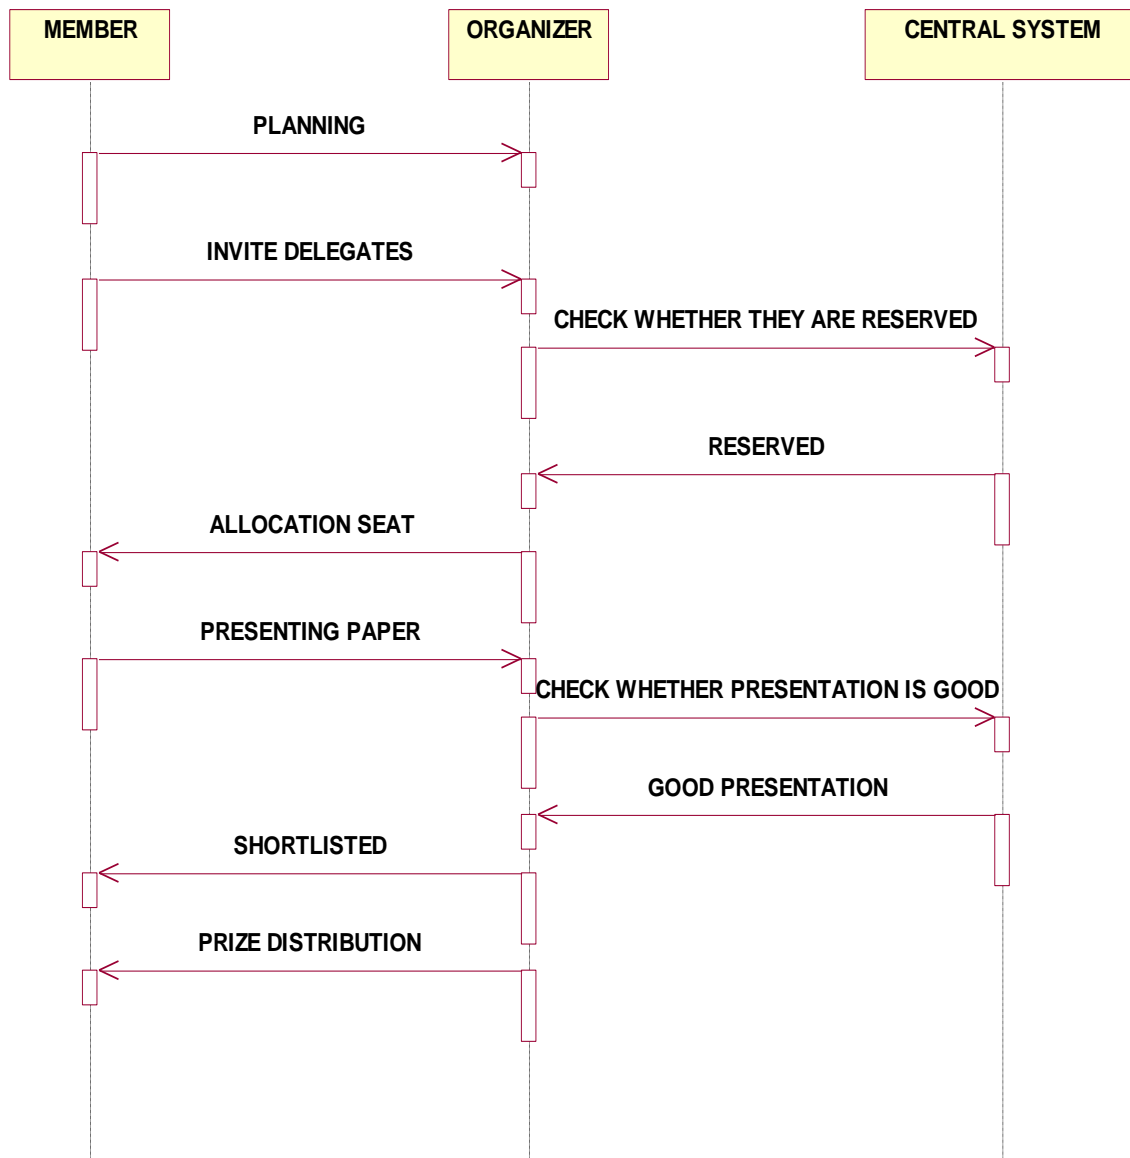 MEMBER
ORGANIZER
CENTRAL SYSTEM
PLANNING
INVITE DELEGATES
CHECK WHETHER THEY ARE RESERVED
RESERVED
ALLOCATION SEAT
PRESENTING PAPER
CHECK WHETHER PRESENTATION IS GOOD
GOOD PRESENTATION
SHORTLISTED
PRIZE DISTRIBUTION